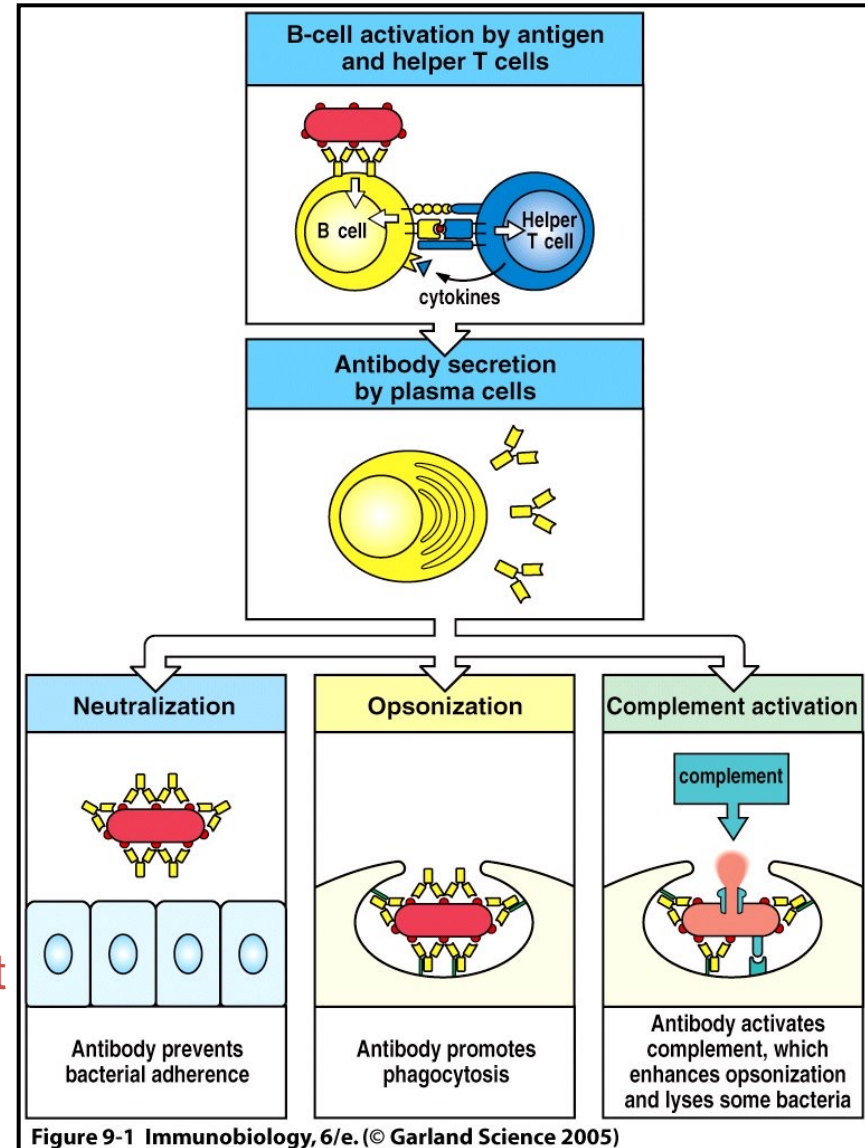 B-cell activation by antigen
and helper T cells
B cell
Helper
T cell
cytokines
Antibody secretion
by plasma cells
Neutralization
Opsonization
Complement activation
complement
t
Antibody prevents
bacterial adherence
Antibody promotes
phagocytosis
Antibody activates
complement, which
enhances opsonization
and lyses some bacteria
Figure 9-1 Immunobiology, 6/e. (© Garland Science 2005)